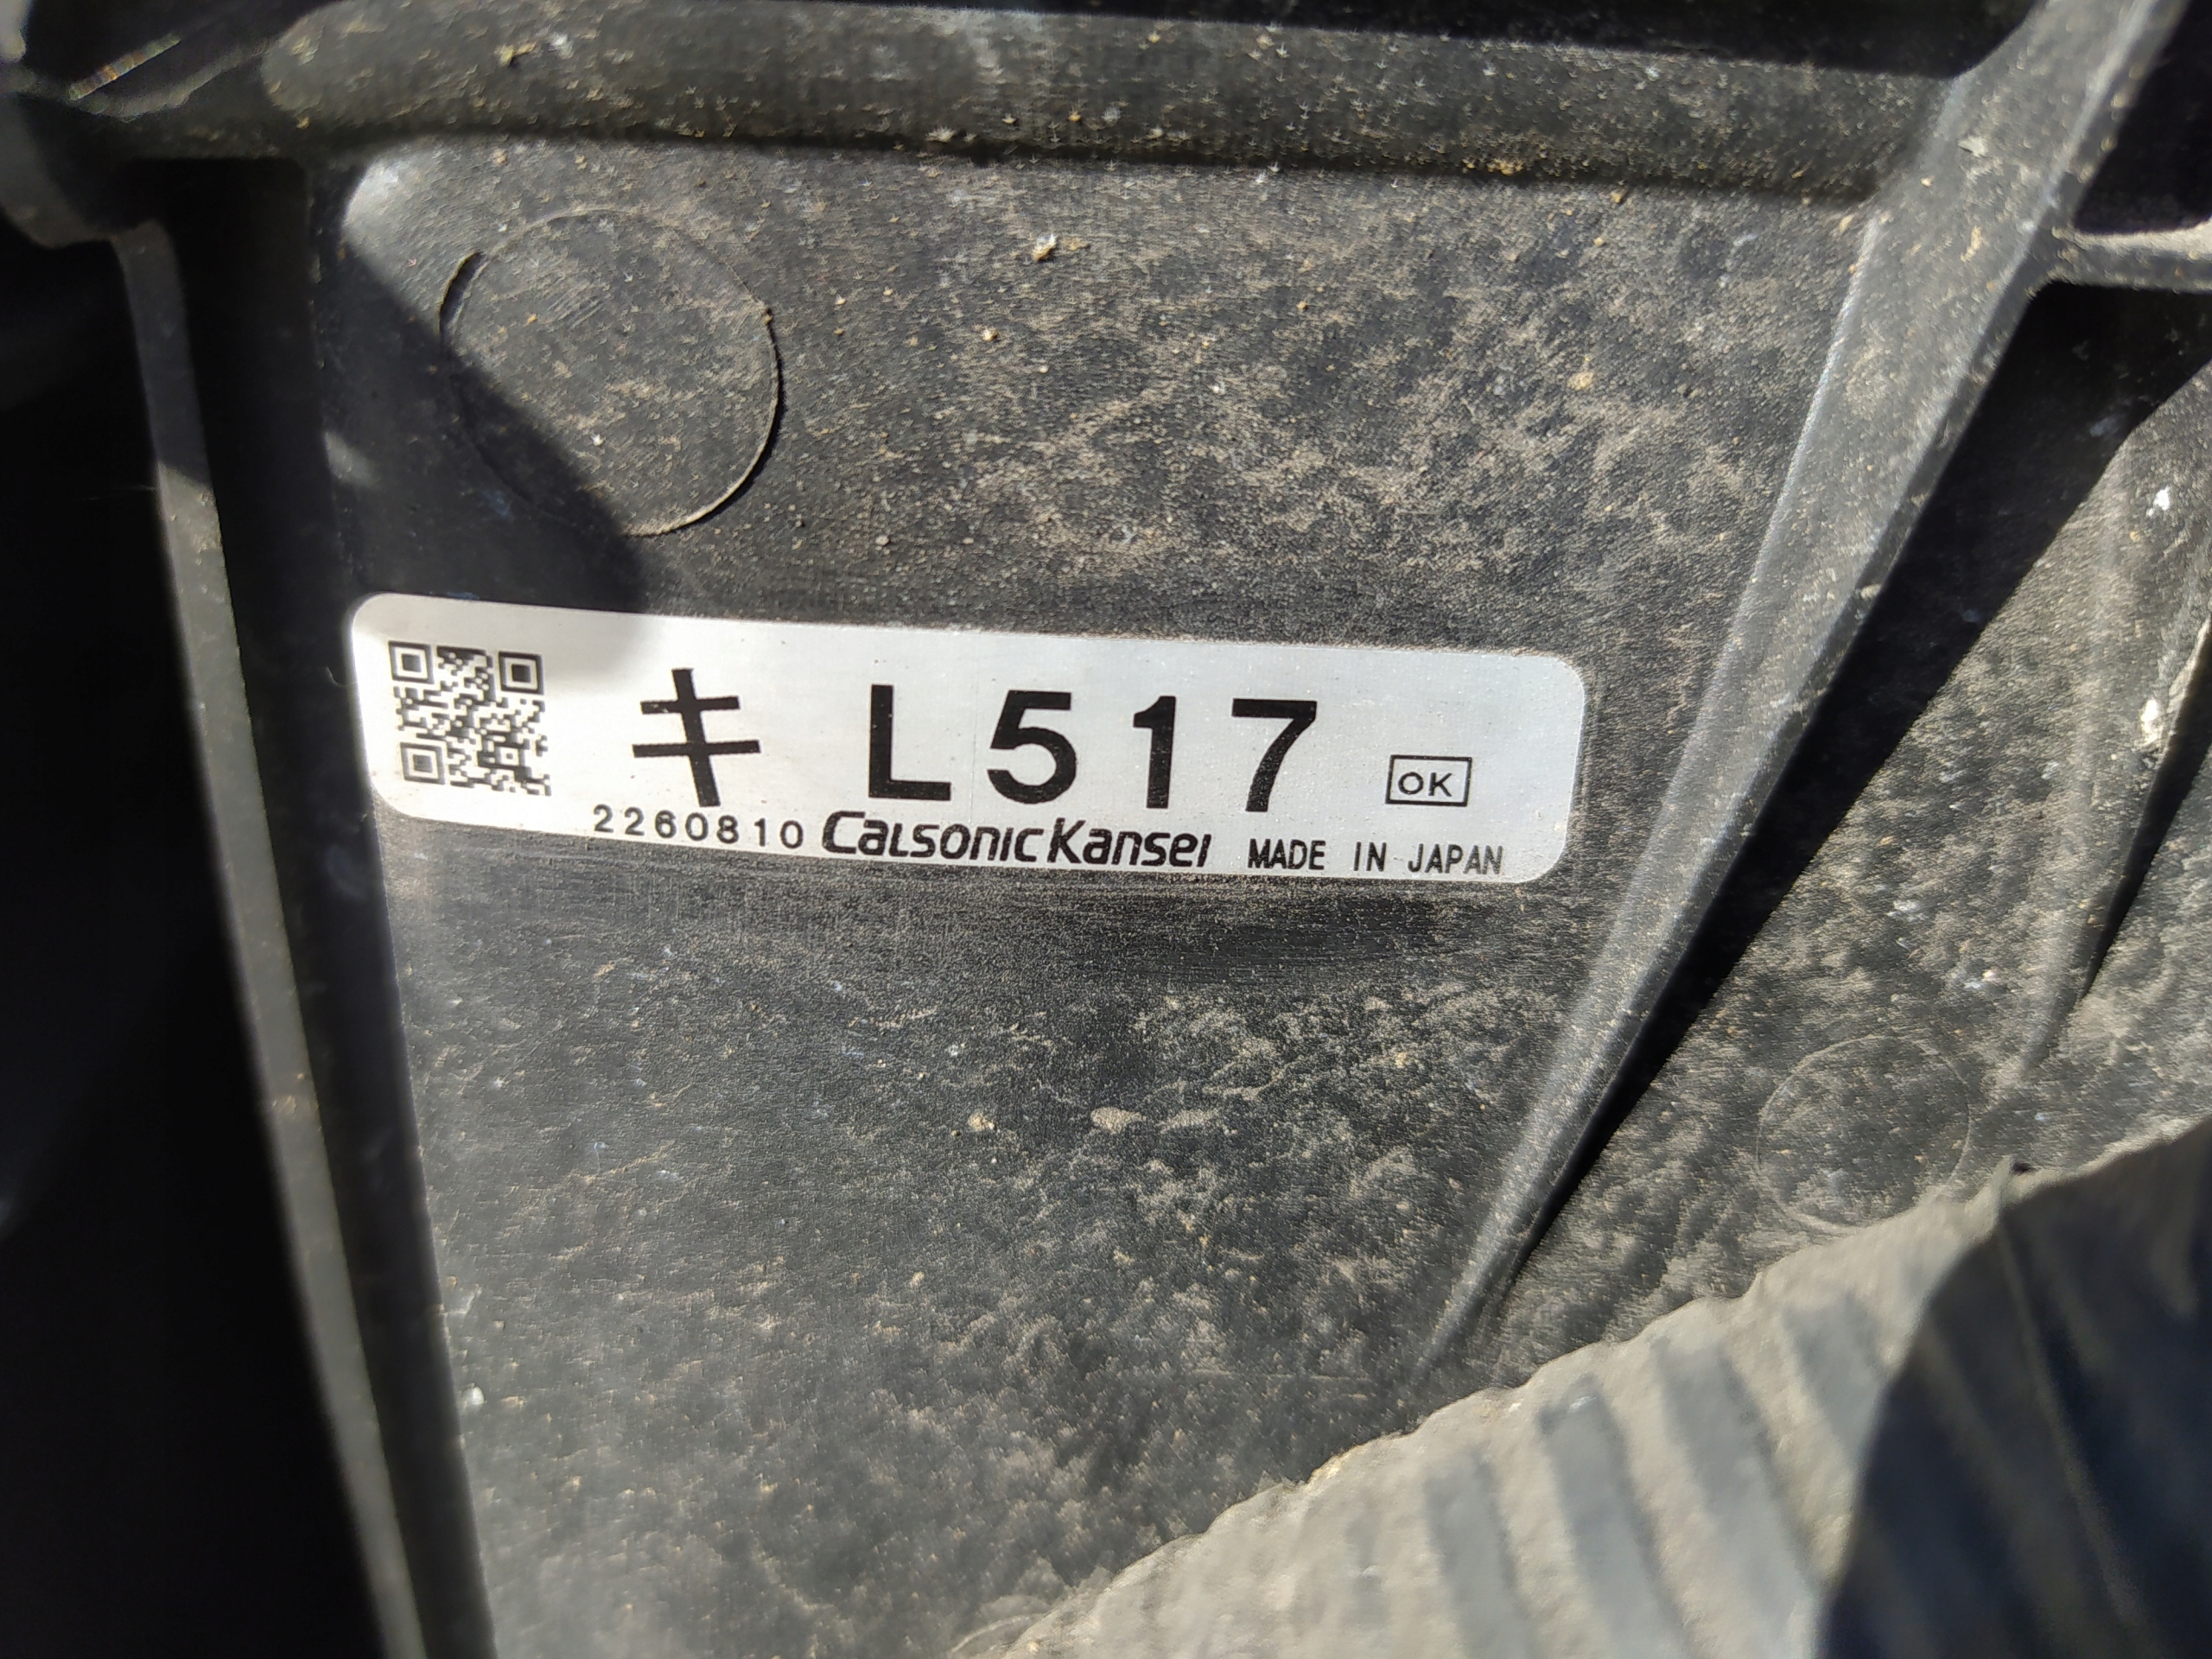 キ L517 OK
2260810 CalsonicKansei MADE IN JAPAN